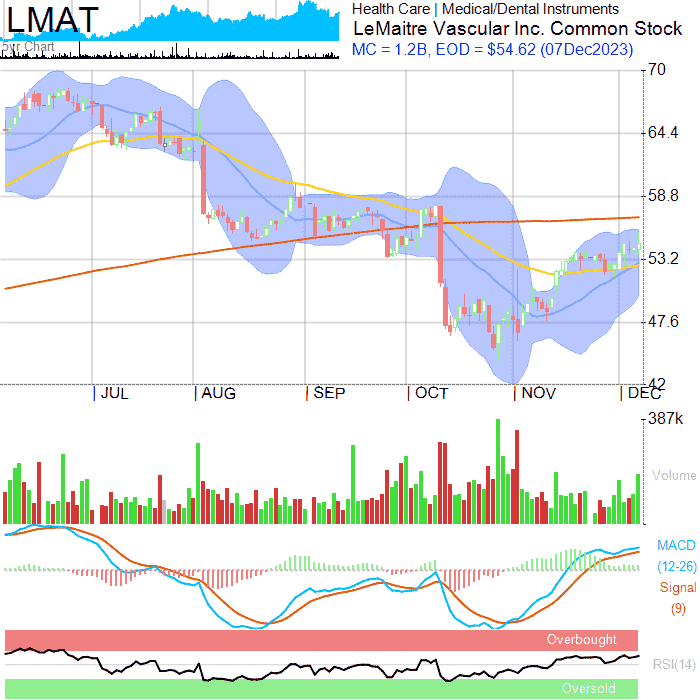 LMAT
5yr Chart
Health Care | Medical/Dental Instruments
LeMaitre Vascular Inc. Common Stock
MC = 1.2B, EOD = $54.62 (07Dec2023)
70
64.4
58.8
53.2
47.6
42
JUL AUG SEP OCT NOV DEC
387k
Volume
MACD
(12-26)
Signal
(9)
Overbought
RSI(14)
Oversold